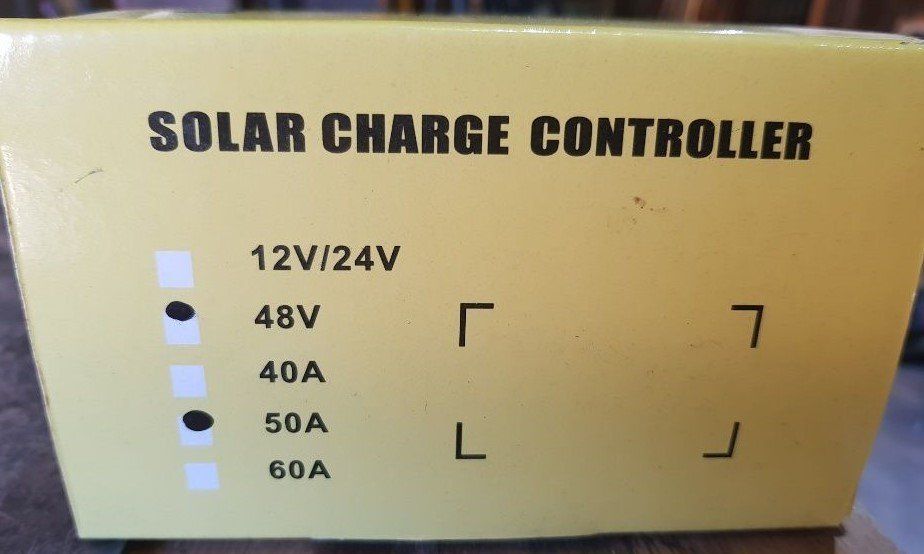 SOLAR CHARGE CONTROLLER
12V/24V
48V
40A
50A
60A